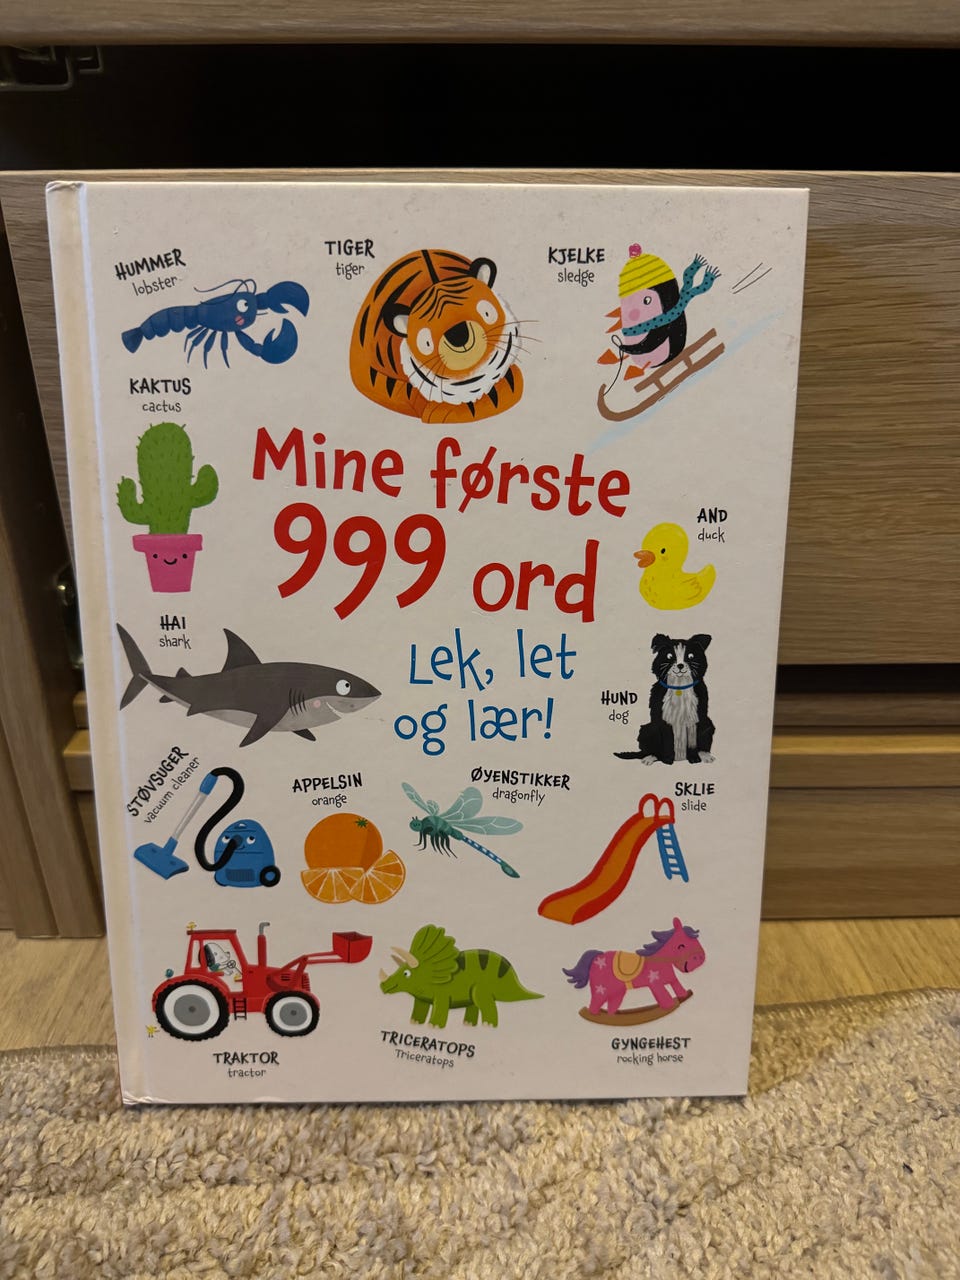 HUMMER
lobster
TIGER
tiger
KJELKE
sledge
KAKTUS
cactus
Mine første
999 ord
Lek, let
og lær!
AND
duck
HAI
shark
HUND
dog
STØVSUGER
vacuum cleaner
APPELSIN
orange
ØYENSTIKKER
dragonfly
SKLIE
slide
TRAKTOR
tractor
TRICERATOPS
Triceratops
GYNGEHEST
rocking horse